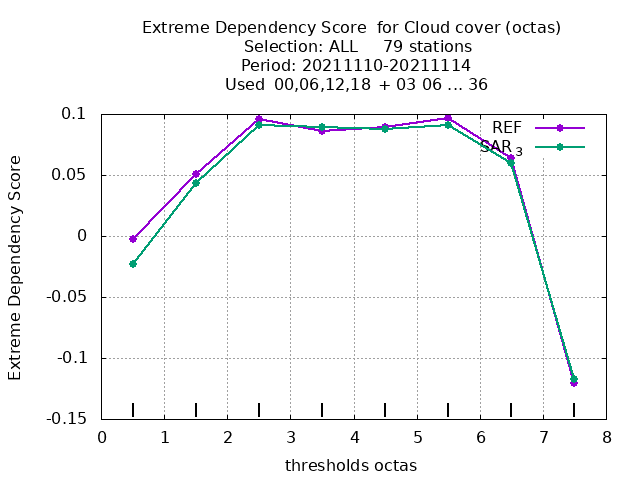 Extreme Dependency Score  for Cloud cover (octas)
Selection: ALL     79 stations
Period: 20211110-20211114
Used  00,06,12,18  + 03 06 ... 36
REF
SAR3
0.1
0.05
0
-0.05
-0.1
-0.15
Extreme Dependency Score
0 1 2 3 4 5 6 7 8
thresholds octas